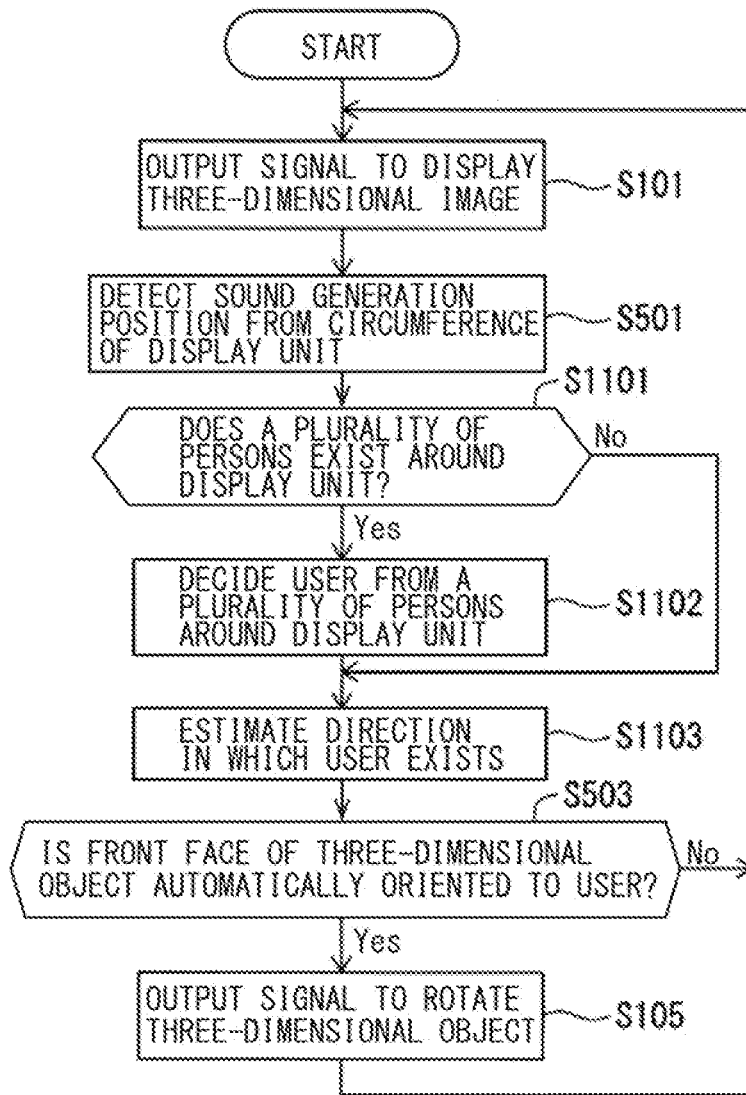 START
OUTPUT SIGNAL TO DISPLAY
THREE-DIMENSIONAL IMAGE
S101
DETECT SOUND GENERATION
POSITION FROM CIRCUMFERENCE
OF DISPLAY UNIT
S501
S1101
DOES A PLURALITY OF
PERSONS EXIST AROUND
DISPLAY UNIT?
No
Yes
DECIDE USER FROM A
PLURALITY OF PERSONS
AROUND DISPLAY UNIT
S1102
ESTIMATE DIRECTION
IN WHICH USER EXISTS
S1103
S503
IS FRONT FACE OF THREE-DIMENSIONAL
OBJECT AUTOMATICALLY ORIENTED TO USER?
No
Yes
OUTPUT SIGNAL TO ROTATE
THREE-DIMENSIONAL OBJECT
S105